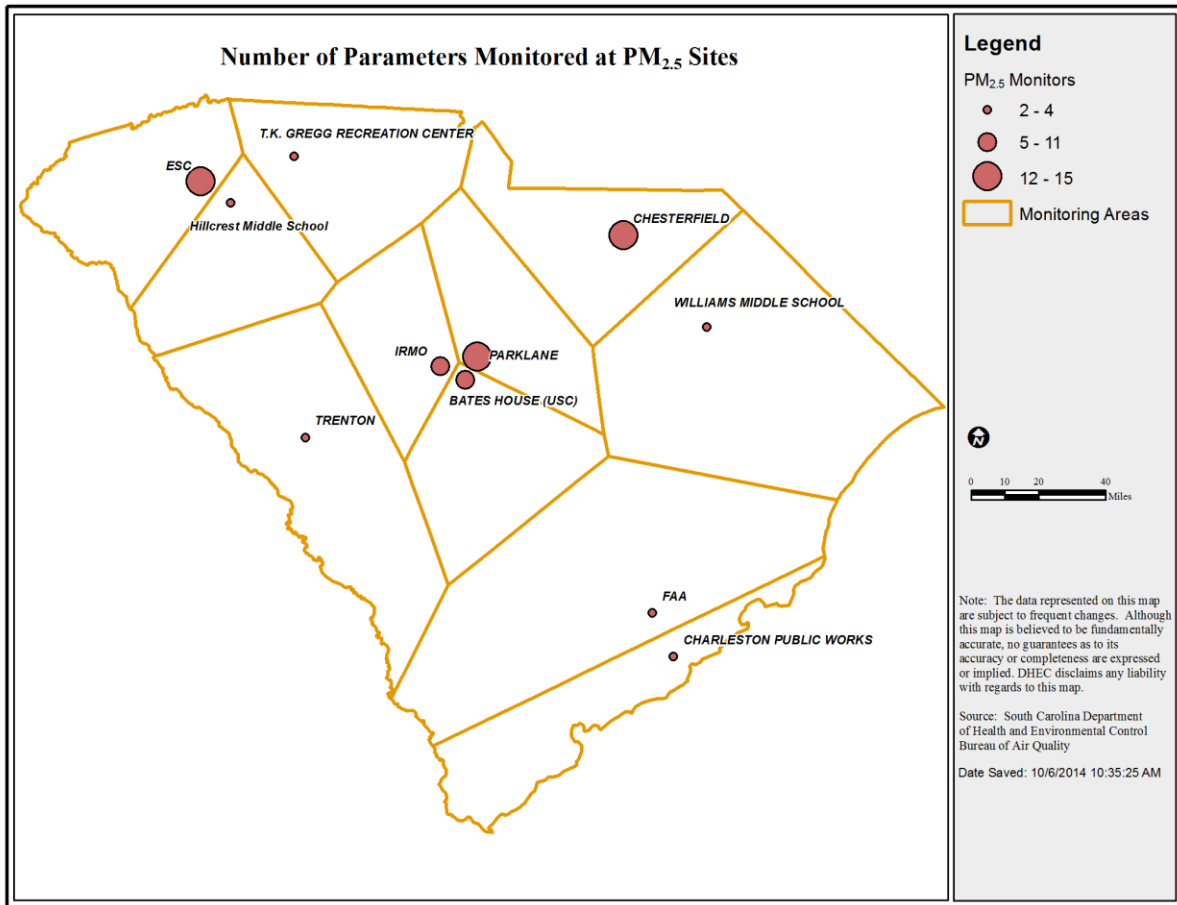 Number of Parameters Monitored at PM2.5 Sites
T.K. GREGG RECREATION CENTER
ESC
Hillcrest Middle School
CHESTERFIELD
WILLIAMS MIDDLE SCHOOL
IRMO
PARKLANE
BATES HOUSE (USC)
TRENTON
FAA
CHARLESTON PUBLIC WORKS
Legend
PM2.5 Monitors
2 - 4
5 - 11
12 - 15
Monitoring Areas
N
0 10 20 40
Miles
Note: The data represented on this map
are subject to frequent changes. Although
this map is believed to be fundamentally
accurate, no guarantees as to its
accuracy or completeness are expressed
or implied. DHEC disclaims any liability
with regards to this map.
Source: South Carolina Department
of Health and Environmental Control
Bureau of Air Quality
Date Saved: 10/6/2014 10:35:25 AM